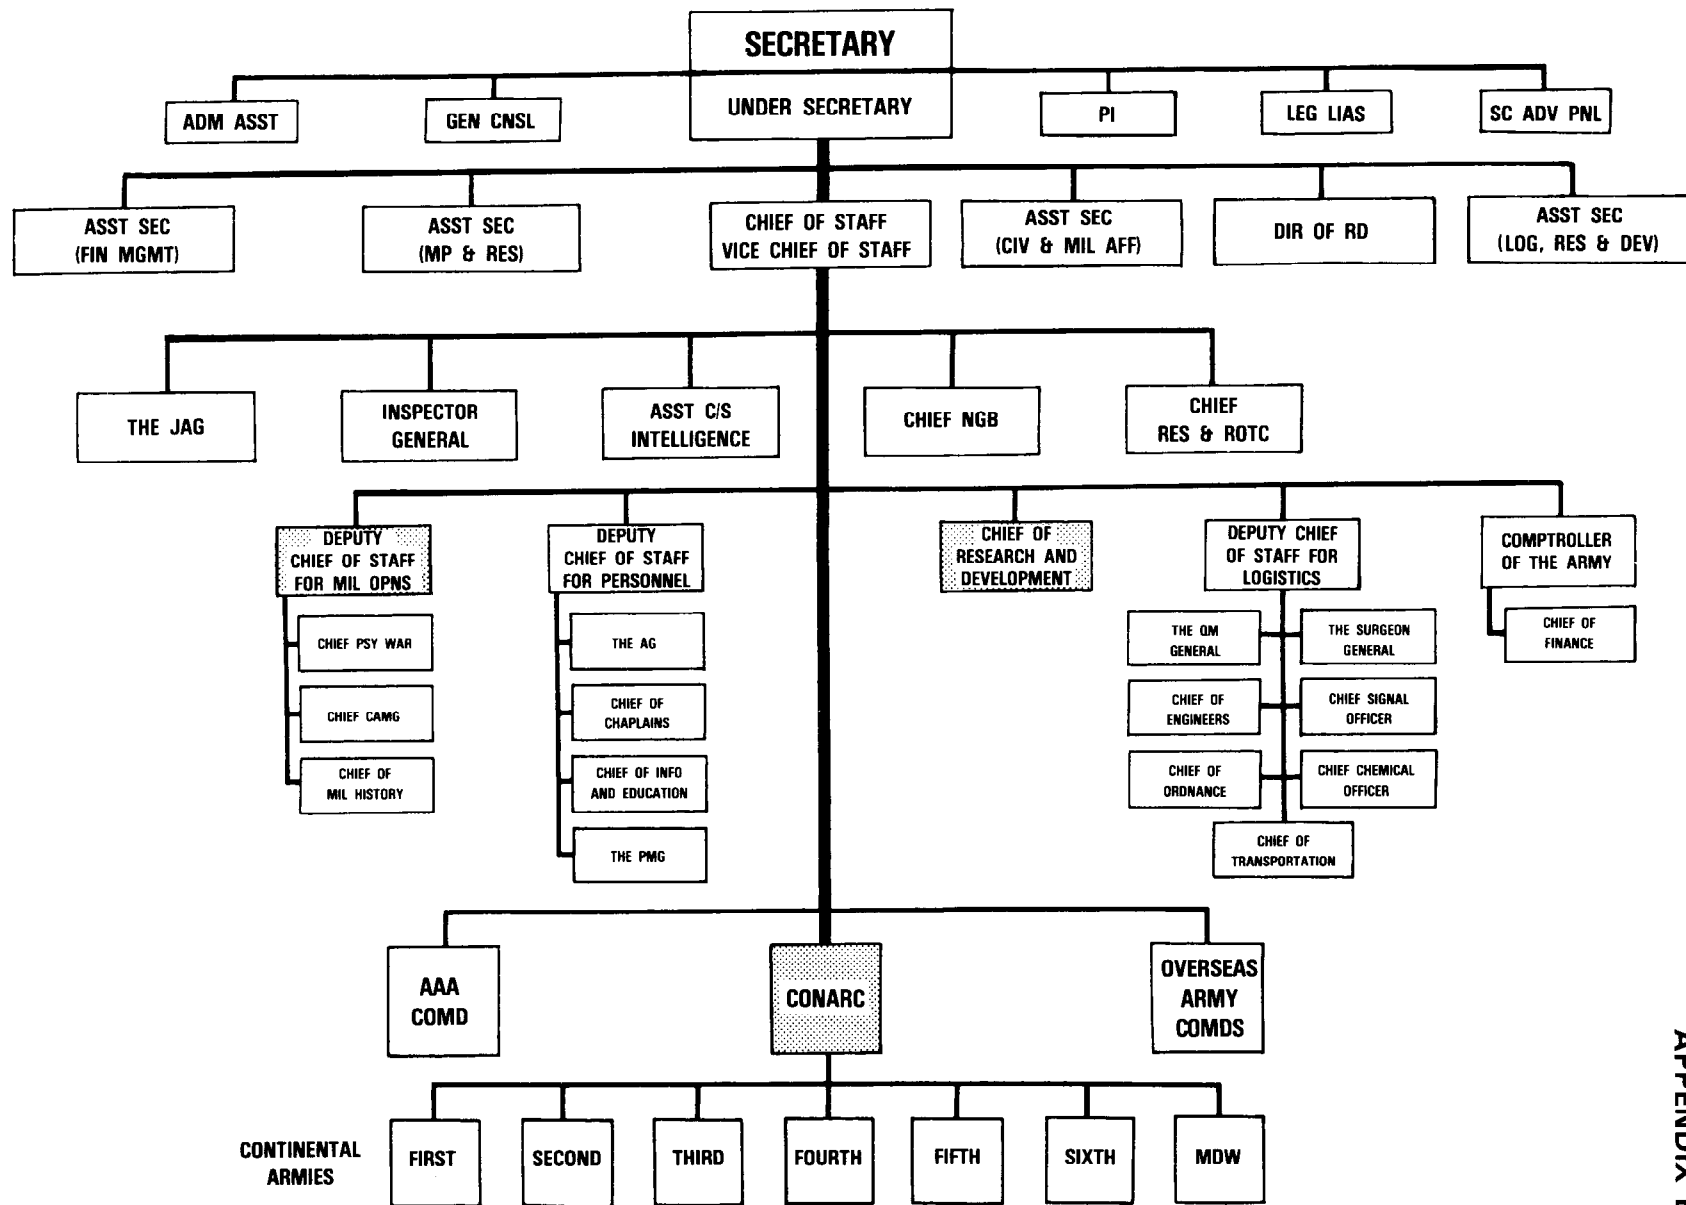 SECRETARY
UNDER SECRETARY
ADM ASST
GEN CNSL
PI
LEG LIAS
SC ADV PNL
ASST SEC
(FIN MGMT)
ASST SEC
(MP & RES)
CHIEF OF STAFF
VICE CHIEF OF STAFF
ASST SEC
(CIV & MIL AFF)
DIR OF RD
ASST SEC
(LOG, RES & DEV)
THE JAG
INSPECTOR
GENERAL
ASST C/S
INTELLIGENCE
CHIEF NGB
CHIEF
RES & ROTC
DEPUTY
CHIEF OF STAFF
FOR MIL OPNS
CHIEF PSY WAR
CHIEF CAMG
CHIEF OF
MIL HISTORY
DEPUTY
CHIEF OF STAFF
FOR PERSONNEL
THE AG
CHIEF OF
CHAPLAINS
CHIEF OF INFO
AND EDUCATION
THE PMG
CHIEF OF
RESEARCH AND
DEVELOPMENT
DEPUTY CHIEF
OF STAFF FOR
LOGISTICS
THE QM
GENERAL
THE SURGEON
GENERAL
CHIEF OF
ENGINEERS
CHIEF SIGNAL
OFFICER
CHIEF OF
ORDNANCE
CHIEF CHEMICAL
OFFICER
CHIEF OF
TRANSPORTATION
COMPTROLLER
OF THE ARMY
CHIEF OF
FINANCE
AAA
COMD
CONARC
OVERSEAS
ARMY
COMDS
CONTINENTAL
ARMIES
FIRST
SECOND
THIRD
FOURTH
FIFTH
SIXTH
MDW
APPENDIX